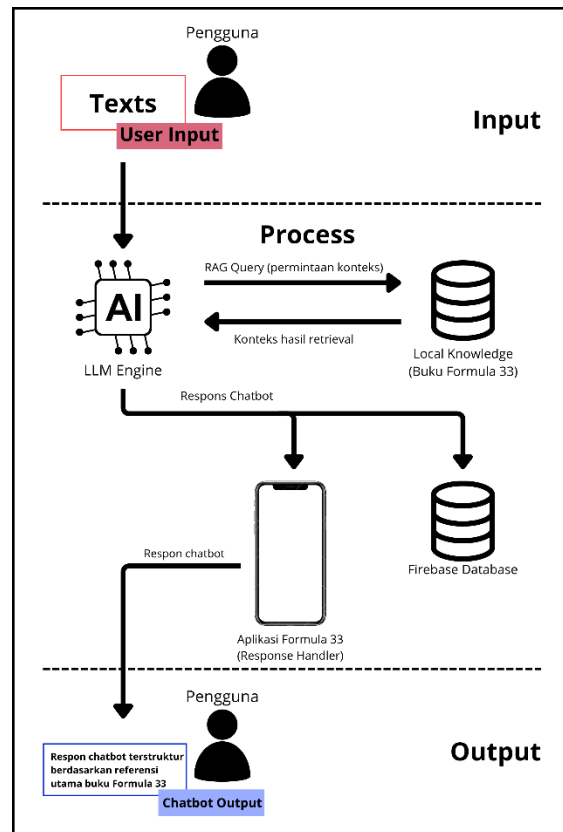 Pengguna
Texts
User Input
Input
Process
RAG Query (permintaan konteks)
AI
Konteks hasil retrieval
LLM Engine
Local Knowledge
(Buku Formula 33)
Respons Chatbot
Respon chatbot
Firebase Database
Aplikasi Formula 33
(Response Handler)
Pengguna
Output
Respon chatbot terstruktur
berdasarkan referensi
utama buku Formula 33
Chatbot Output